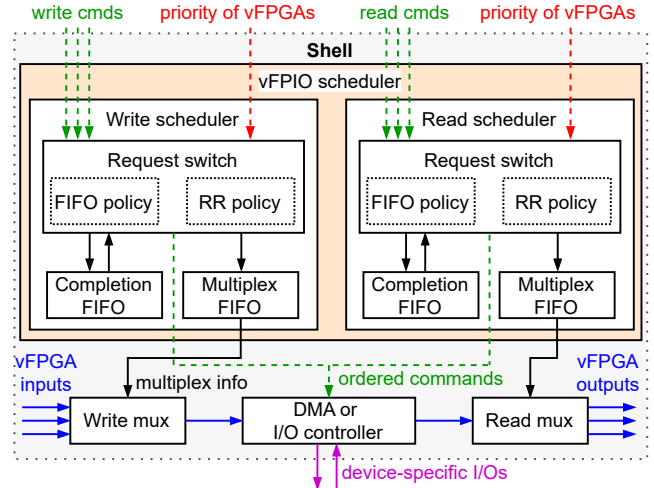 write cmds
priority of vFPGAs
read cmds
priority of vFPGAs
Shell
vFPIO scheduler
Write scheduler
Read scheduler
Request switch
Request switch
FIFO policy
RR policy
FIFO policy
RR policy
Completion
FIFO
Multiplex
FIFO
Completion
FIFO
Multiplex
FIFO
vFPGA
inputs
multiplex info
ordered commands
vFPGA
outputs
Write mux
DMA or
I/O controller
Read mux
device-specific I/Os